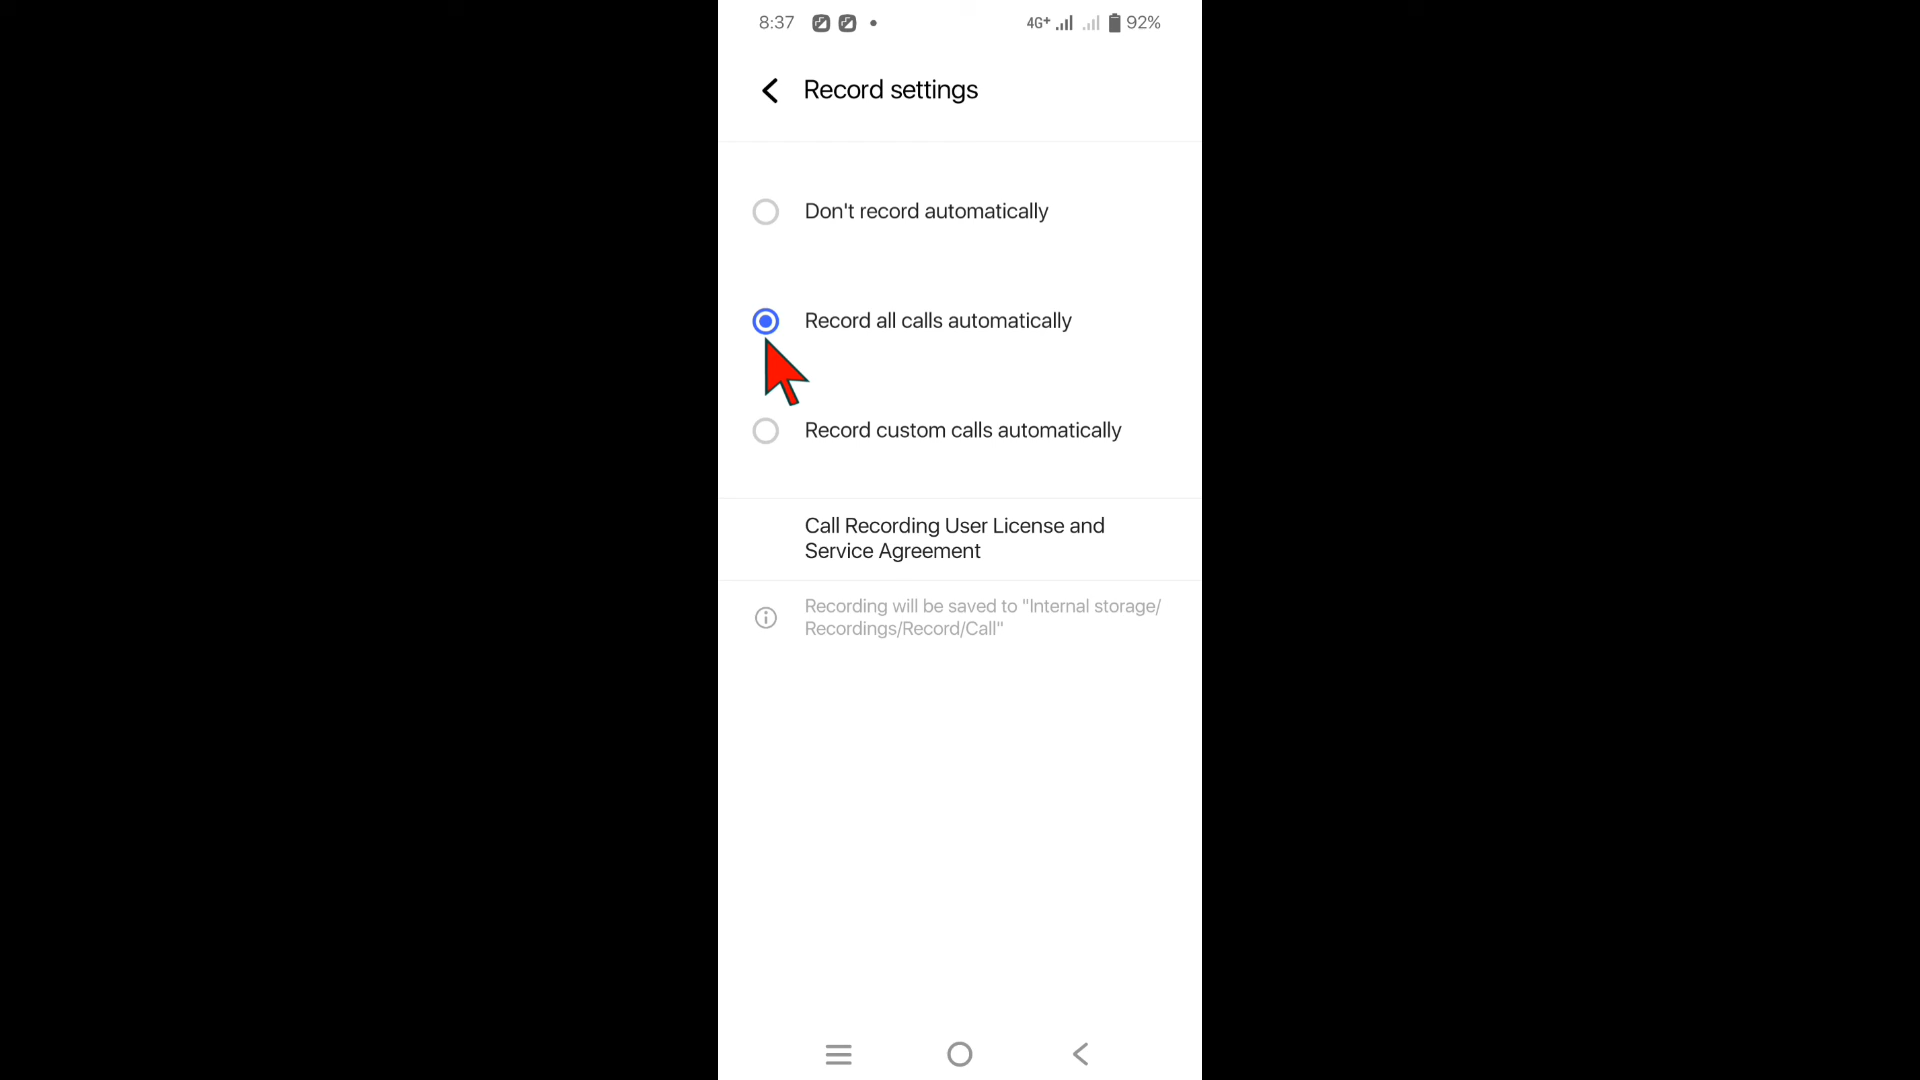 8:37 4G+ 92%
Record settings
Don't record automatically
Record all calls automatically
Record custom calls automatically
Call Recording User License and
Service Agreement
Recording will be saved to "Internal storage/
Recordings/Record/Call"